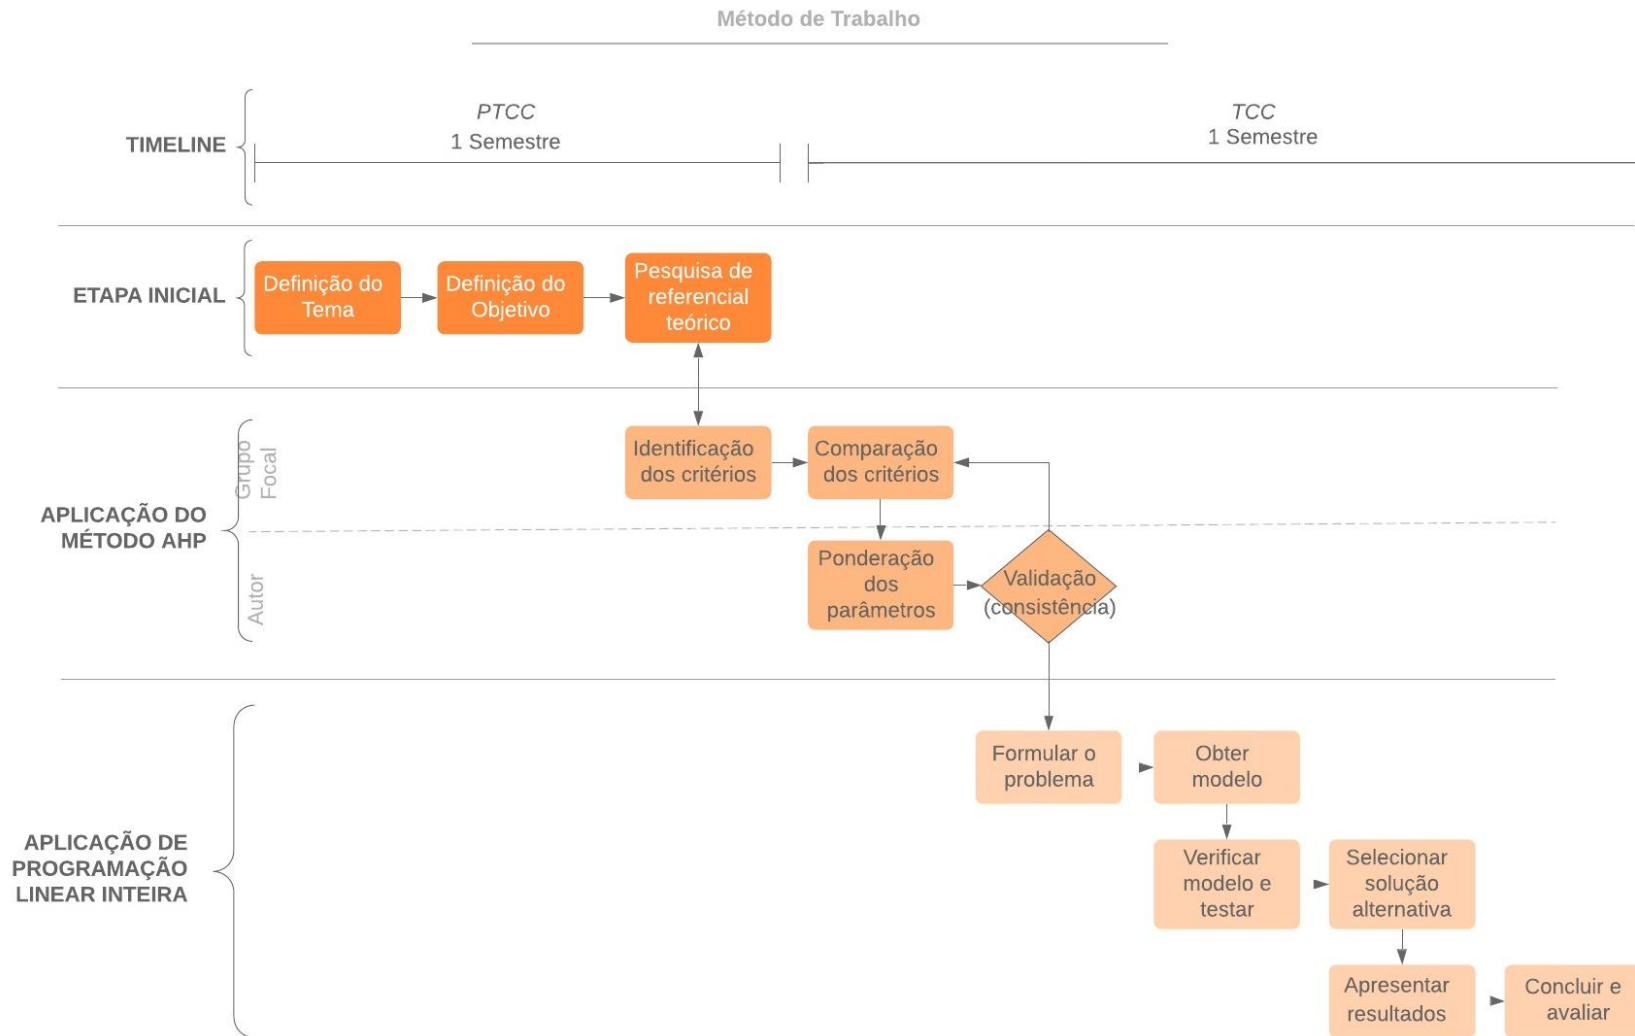 Método de Trabalho
TIMELINE
PTCC
1 Semestre
TCC
1 Semestre
ETAPA INICIAL
Definição do
Tema
Definição do
Objetivo
Pesquisa de
referencial
teórico
APLICAÇÃO DO
MÉTODO AHP
Grupo
Focal
Identificação
dos critérios
Comparação
dos critérios
Autor
Ponderação
dos
parâmetros
Validação
(consistência)
APLICAÇÃO DE
PROGRAMAÇÃO
LINEAR INTEIRA
Formular o
problema
Obter
modelo
Verificar
modelo e
testar
Selecionar
solução
alternativa
Apresentar
resultados
Concluir e
avaliar